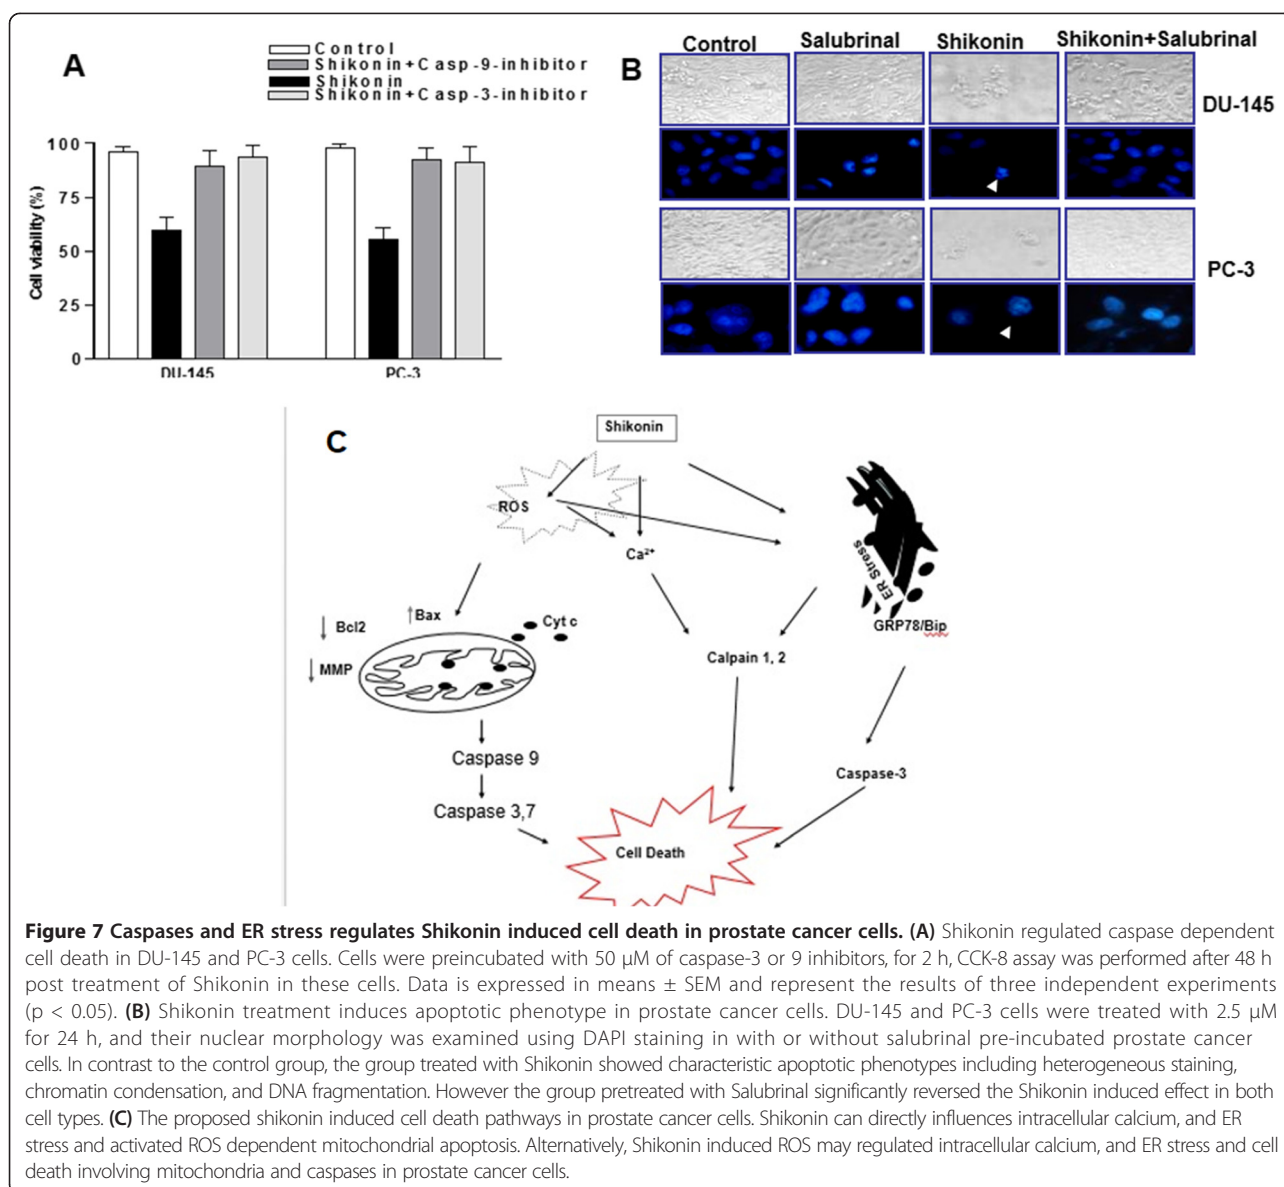 A
Control
Shikonin+Casp-9-inhibitor
Shikonin
Shikonin+Casp-3-inhibitor
Cell viability (%)
100
75
50
25
0
DU-145
PC-3
B
Control
Salubrinal
Shikonin
Shikonin+Salubrinal
DU-145
PC-3
C
Shikonin
ROS
Ca²⁺
ER Stress
GRP78/Bip
↓ Bcl2
↑Bax
Cyt c
↓ MMP
Calpain 1, 2
Caspase 9
Caspase-3
Caspase 3,7
Cell Death
Figure 7 Caspases and ER stress regulates Shikonin induced cell death in prostate cancer cells. (A) Shikonin regulated caspase dependent
cell death in DU-145 and PC-3 cells. Cells were preincubated with 50 μM of caspase-3 or 9 inhibitors, for 2 h, CCK-8 assay was performed after 48 h
post treatment of Shikonin in these cells. Data is expressed in means ± SEM and represent the results of three independent experiments
(p < 0.05). (B) Shikonin treatment induces apoptotic phenotype in prostate cancer cells. DU-145 and PC-3 cells were treated with 2.5 μM
for 24 h, and their nuclear morphology was examined using DAPI staining in with or without salubrinal pre-incubated prostate cancer
cells. In contrast to the control group, the group treated with Shikonin showed characteristic apoptotic phenotypes including heterogeneous staining,
chromatin condensation, and DNA fragmentation. However the group pretreated with Salubrinal significantly reversed the Shikonin induced effect in both
cell types. (C) The proposed shikonin induced cell death pathways in prostate cancer cells. Shikonin can directly influences intracellular calcium, and ER
stress and activated ROS dependent mitochondrial apoptosis. Alternatively, Shikonin induced ROS may regulated intracellular calcium, and ER stress and cell
death involving mitochondria and caspases in prostate cancer cells.